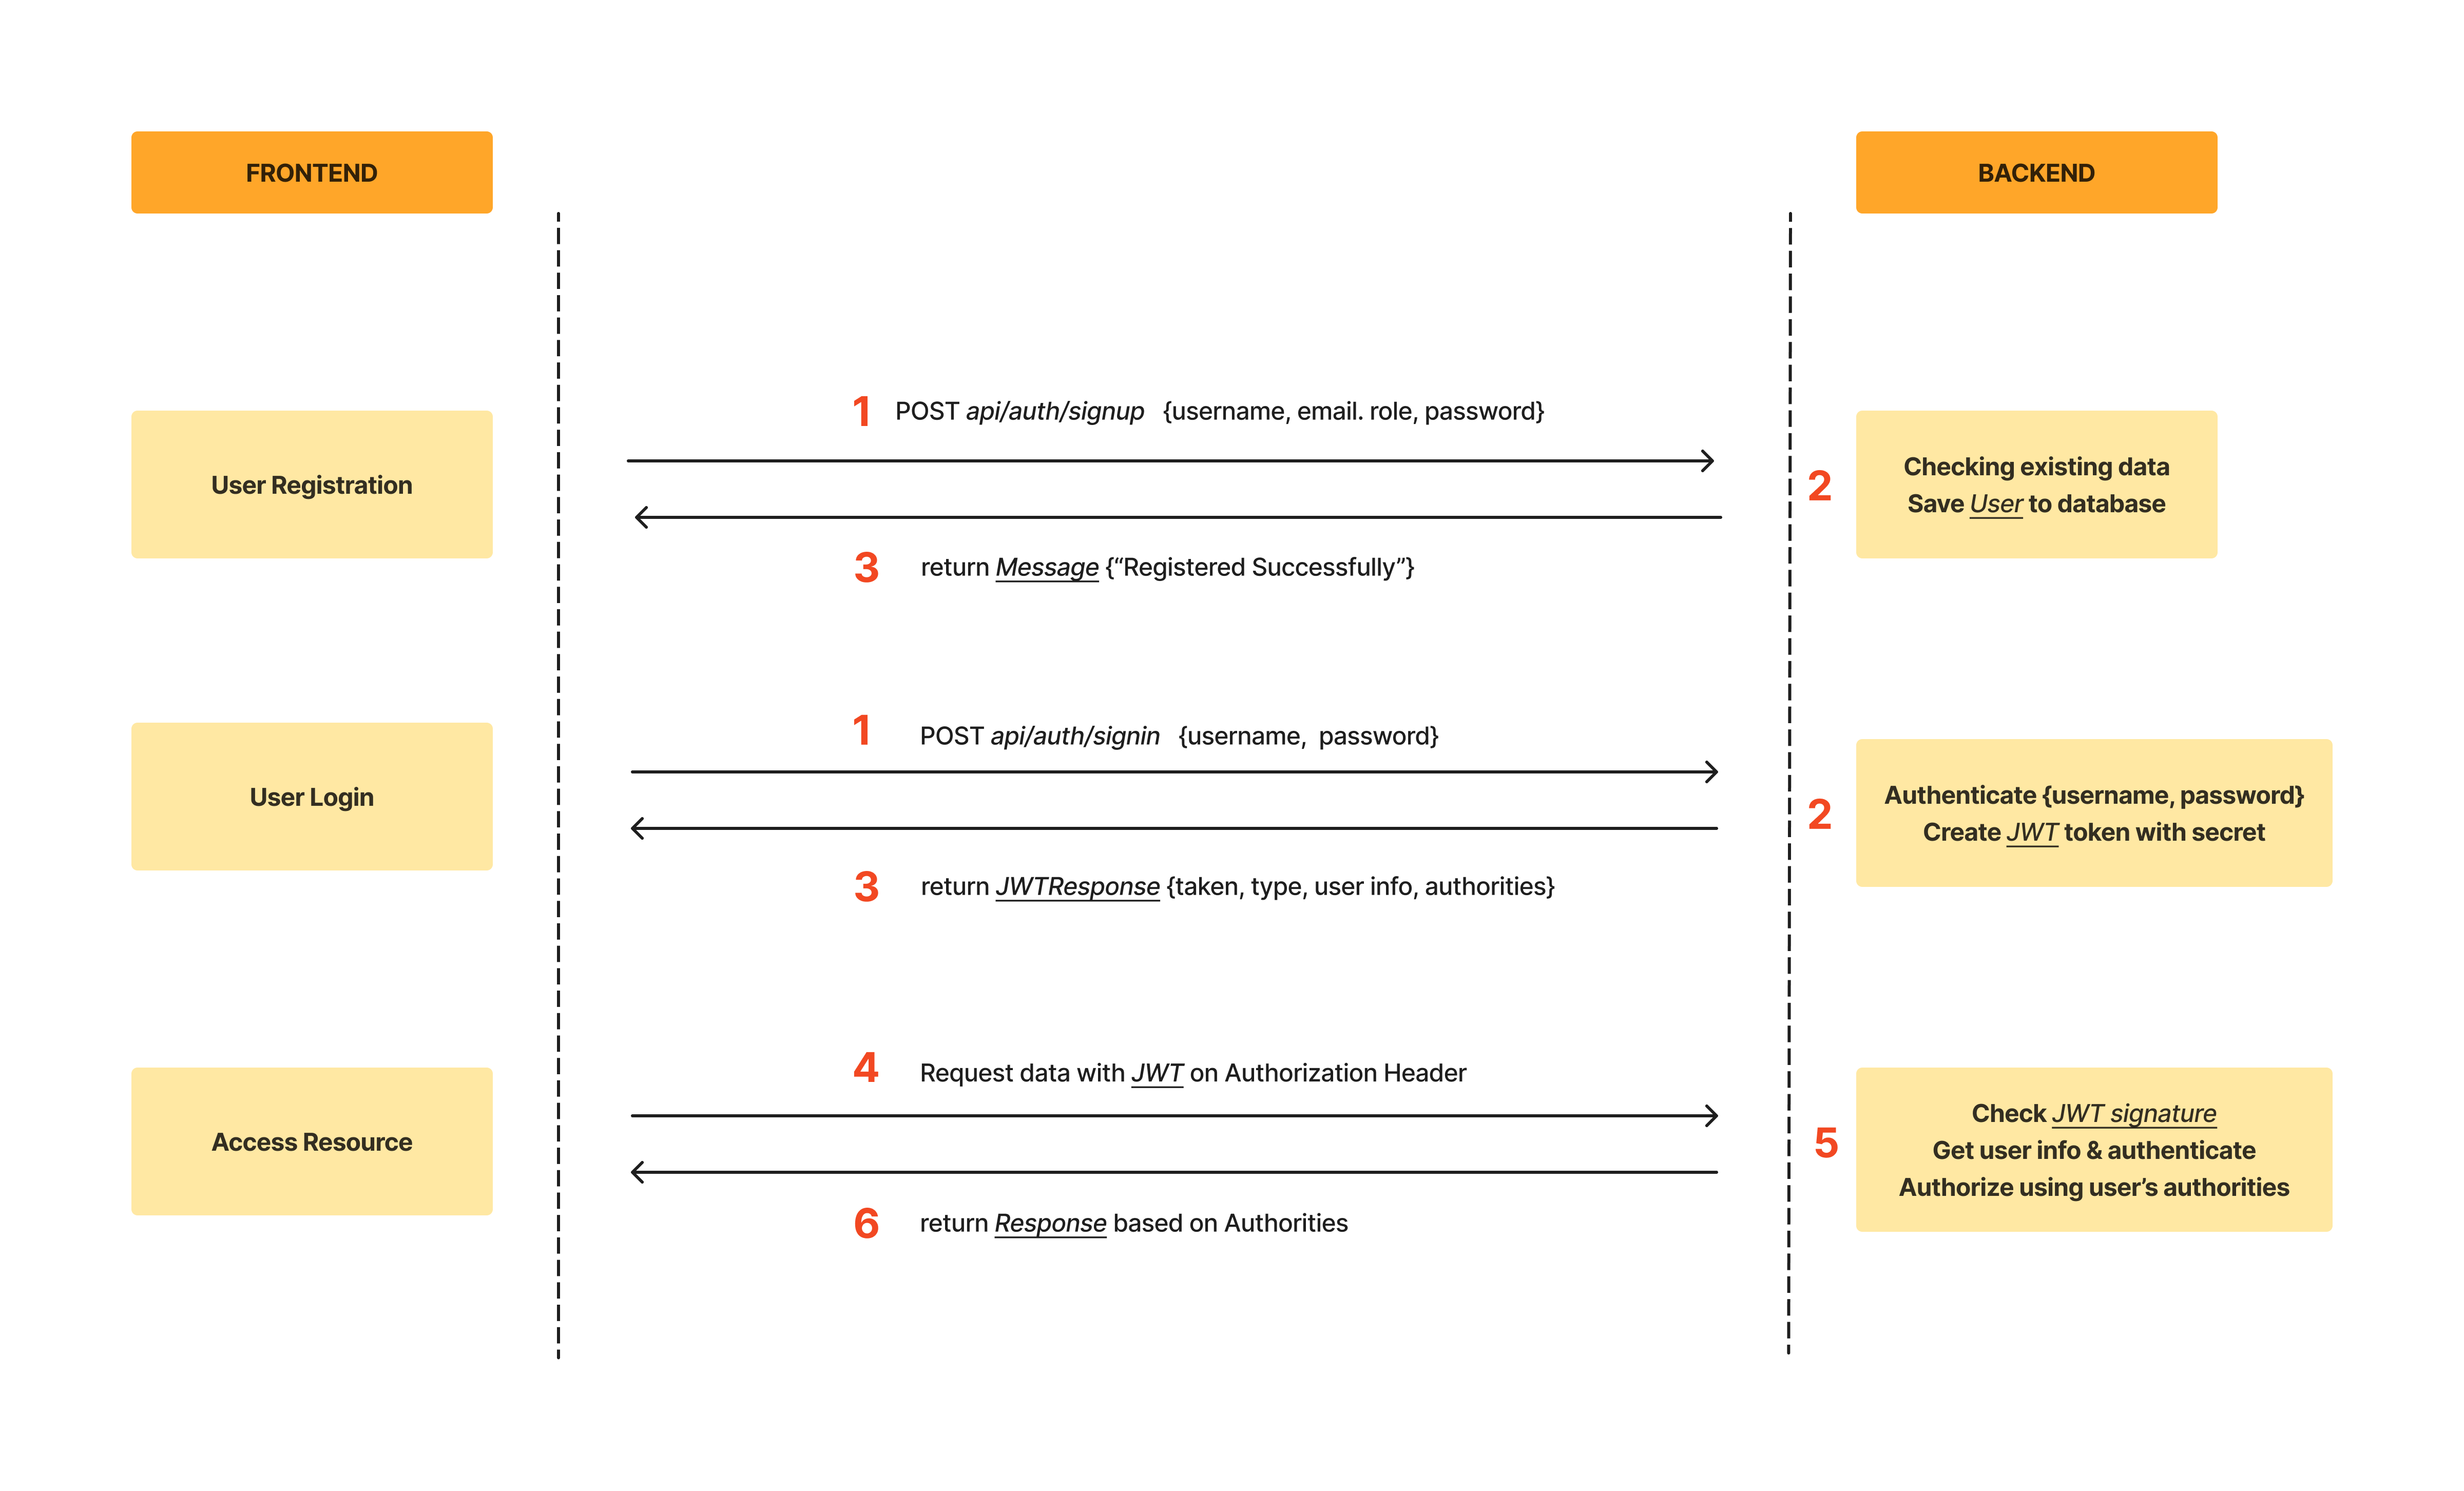 FRONTEND
BACKEND
1 POST api/auth/signup {username, email. role, password}
User Registration
2 Checking existing data
Save User to database
3 return Message {“Registered Successfully”}
1 POST api/auth/signin {username, password}
User Login
2 Authenticate {username, password}
Create JWT token with secret
3 return JWTResponse {taken, type, user info, authorities}
4 Request data with JWT on Authorization Header
Access Resource
5 Check JWT signature
Get user info & authenticate
Authorize using user’s authorities
6 return Response based on Authorities